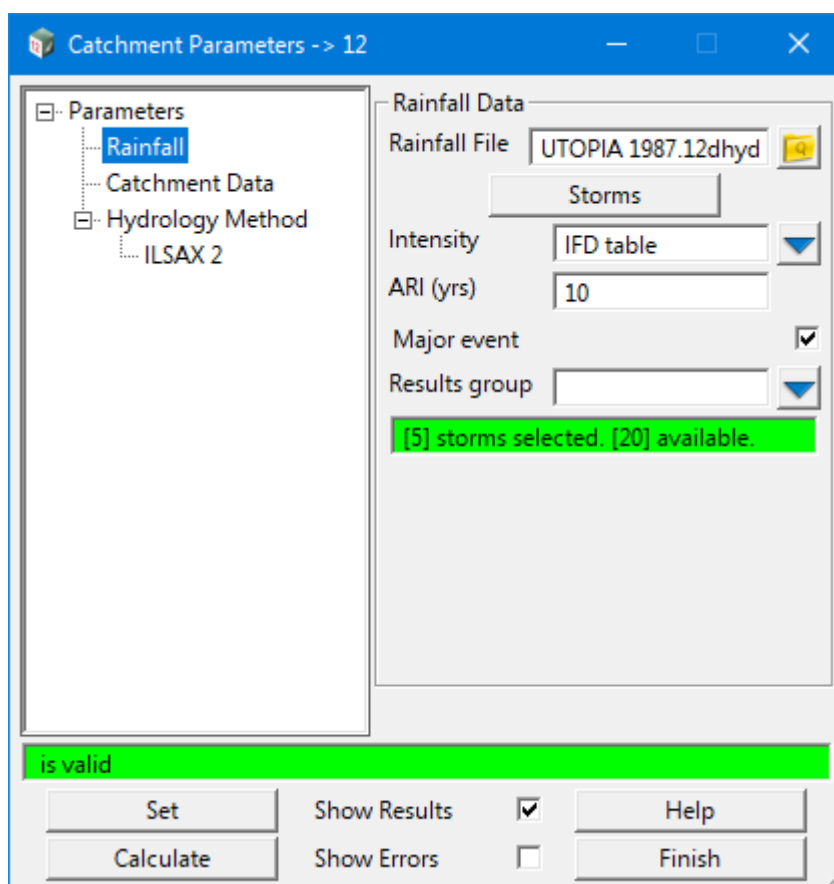 Catchment Parameters -> 12
Parameters
Rainfall
Catchment Data
Hydrology Method
ILSAX 2
Rainfall Data
Rainfall File UTOPIA 1987.12dhyd
Storms
Intensity IFD table
ARI (yrs) 10
Major event
Results group
[5] storms selected. [20] available.
is valid
Set Show Results Help
Calculate Show Errors Finish